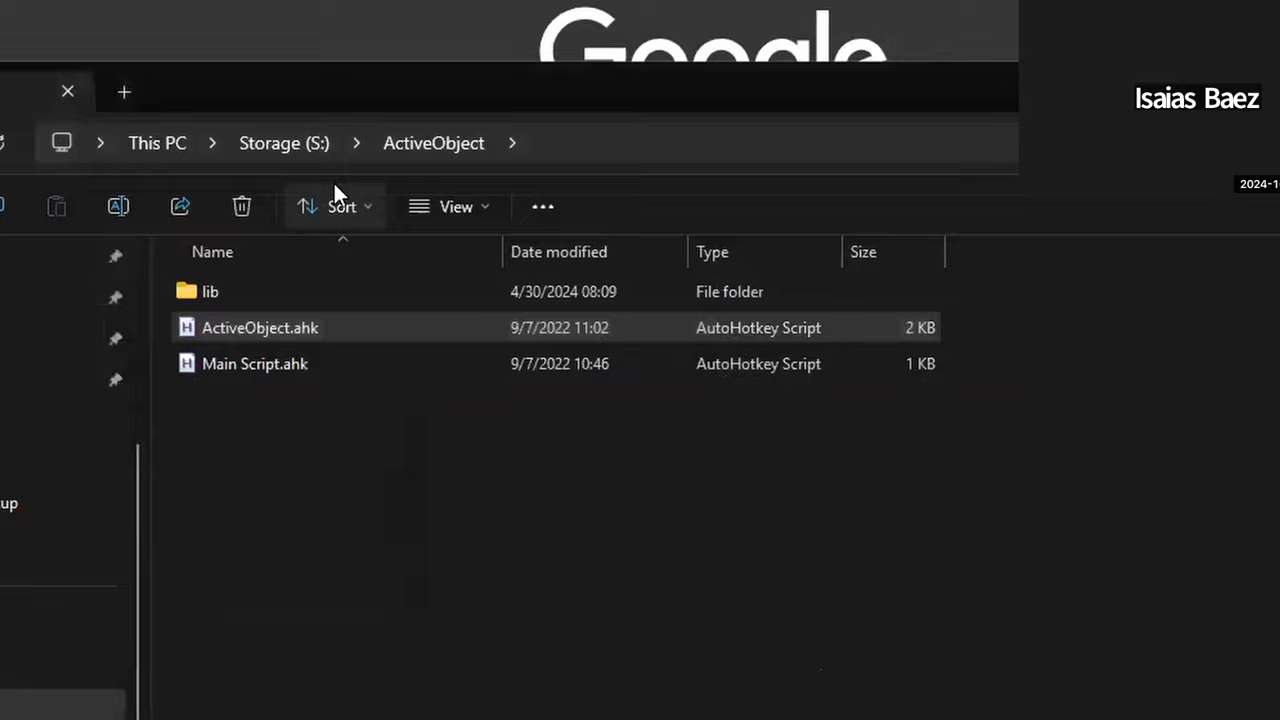 Google
Isaias Baez
This PC
Storage (S:)
ActiveObject
2024-1
Sort
View
Name
Date modified
Type
Size
lib
4/30/2024 08:09
File folder
ActiveObject.ahk
9/7/2022 11:02
AutoHotkey Script
2 KB
Main Script.ahk
9/7/2022 10:46
AutoHotkey Script
1 KB
up